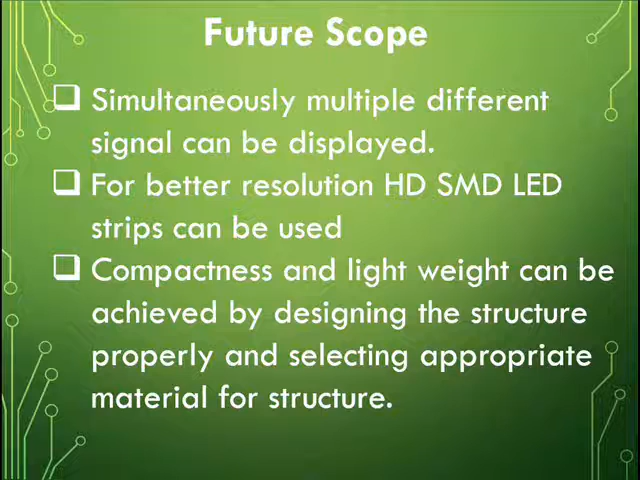 Future Scope
Simultaneously multiple different
signal can be displayed.
For better resolution HD SMD LED
strips can be used
Compactness and light weight can be
achieved by designing the structure
properly and selecting appropriate
material for structure.